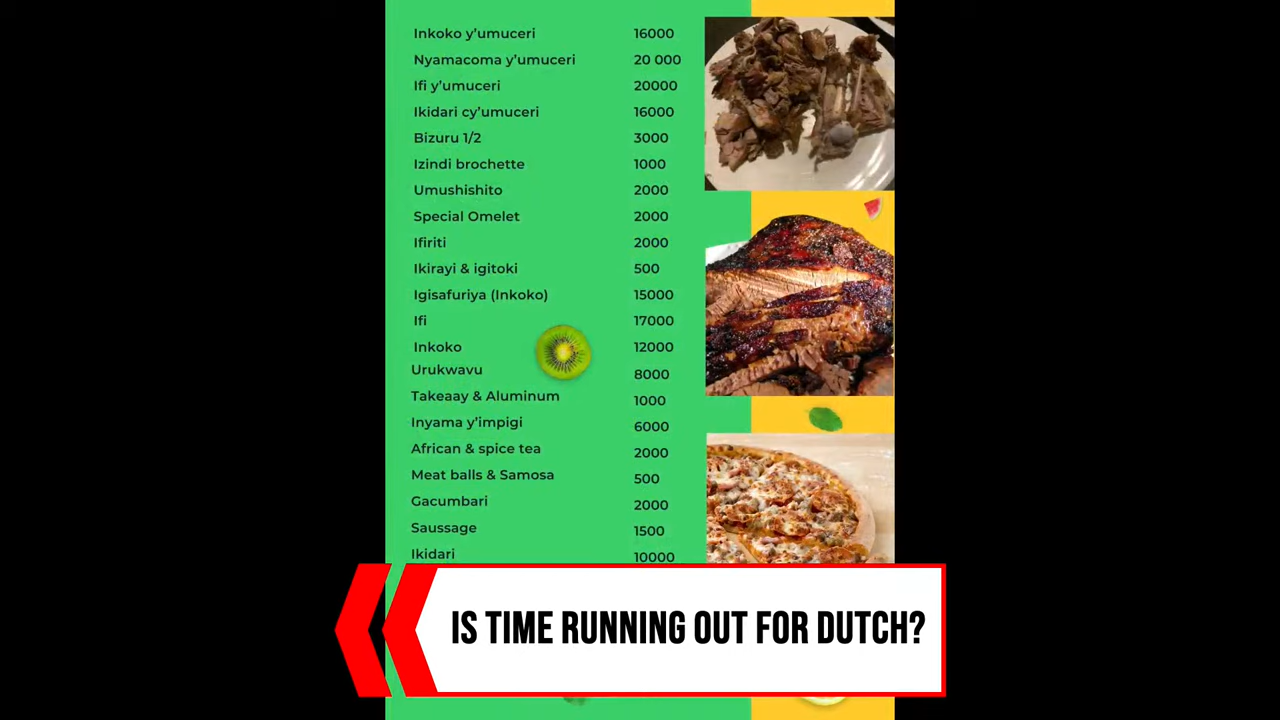 Inkoko y'umuceri 16000
Nyamacoma y'umuceri 20 000
Ifi y'umuceri 20000
Ikidari cy'umuceri 16000
Bizuru 1/2 3000
Izindi brochette 1000
Umushishito 2000
Special Omelet 2000
Ifiriti 2000
Ikirayi & igitoki 500
Igisafuriya (Inkoko) 15000
Ifi 17000
Inkoko 12000
Urukwavu 8000
Takeaay & Aluminum 1000
Inyama y'impigi 6000
African & spice tea 2000
Meat balls & Samosa 500
Gacumbari 2000
Saussage 1500
Ikidari 10000
IS TIME RUNNING OUT FOR DUTCH?